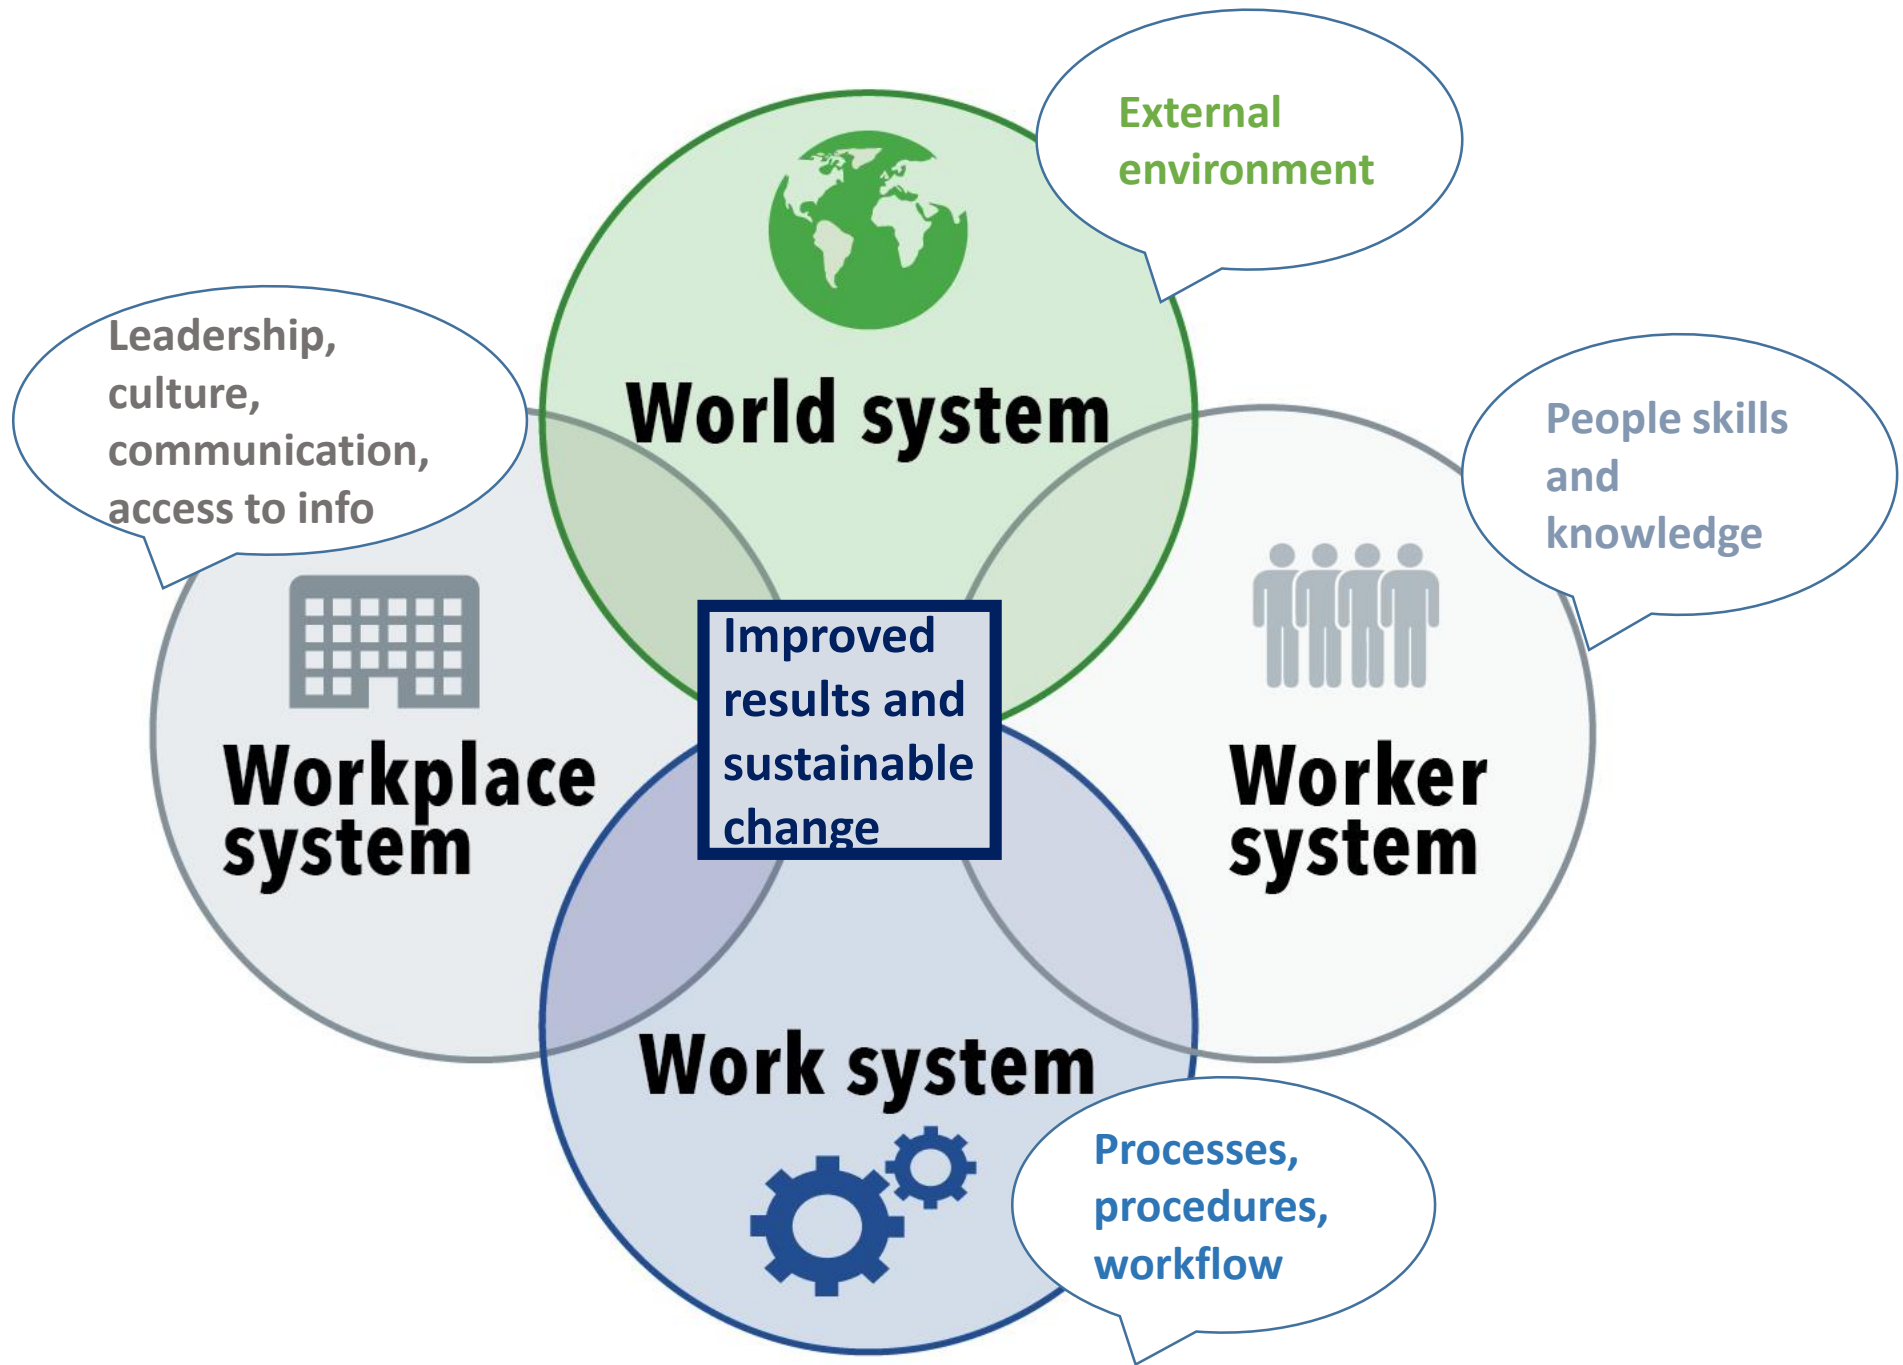 External
environment
World system
Leadership,
culture,
communication,
access to info
People skills
and
knowledge
Workplace
system
Improved
results and
sustainable
change
Worker
system
Work system
Processes,
procedures,
workflow